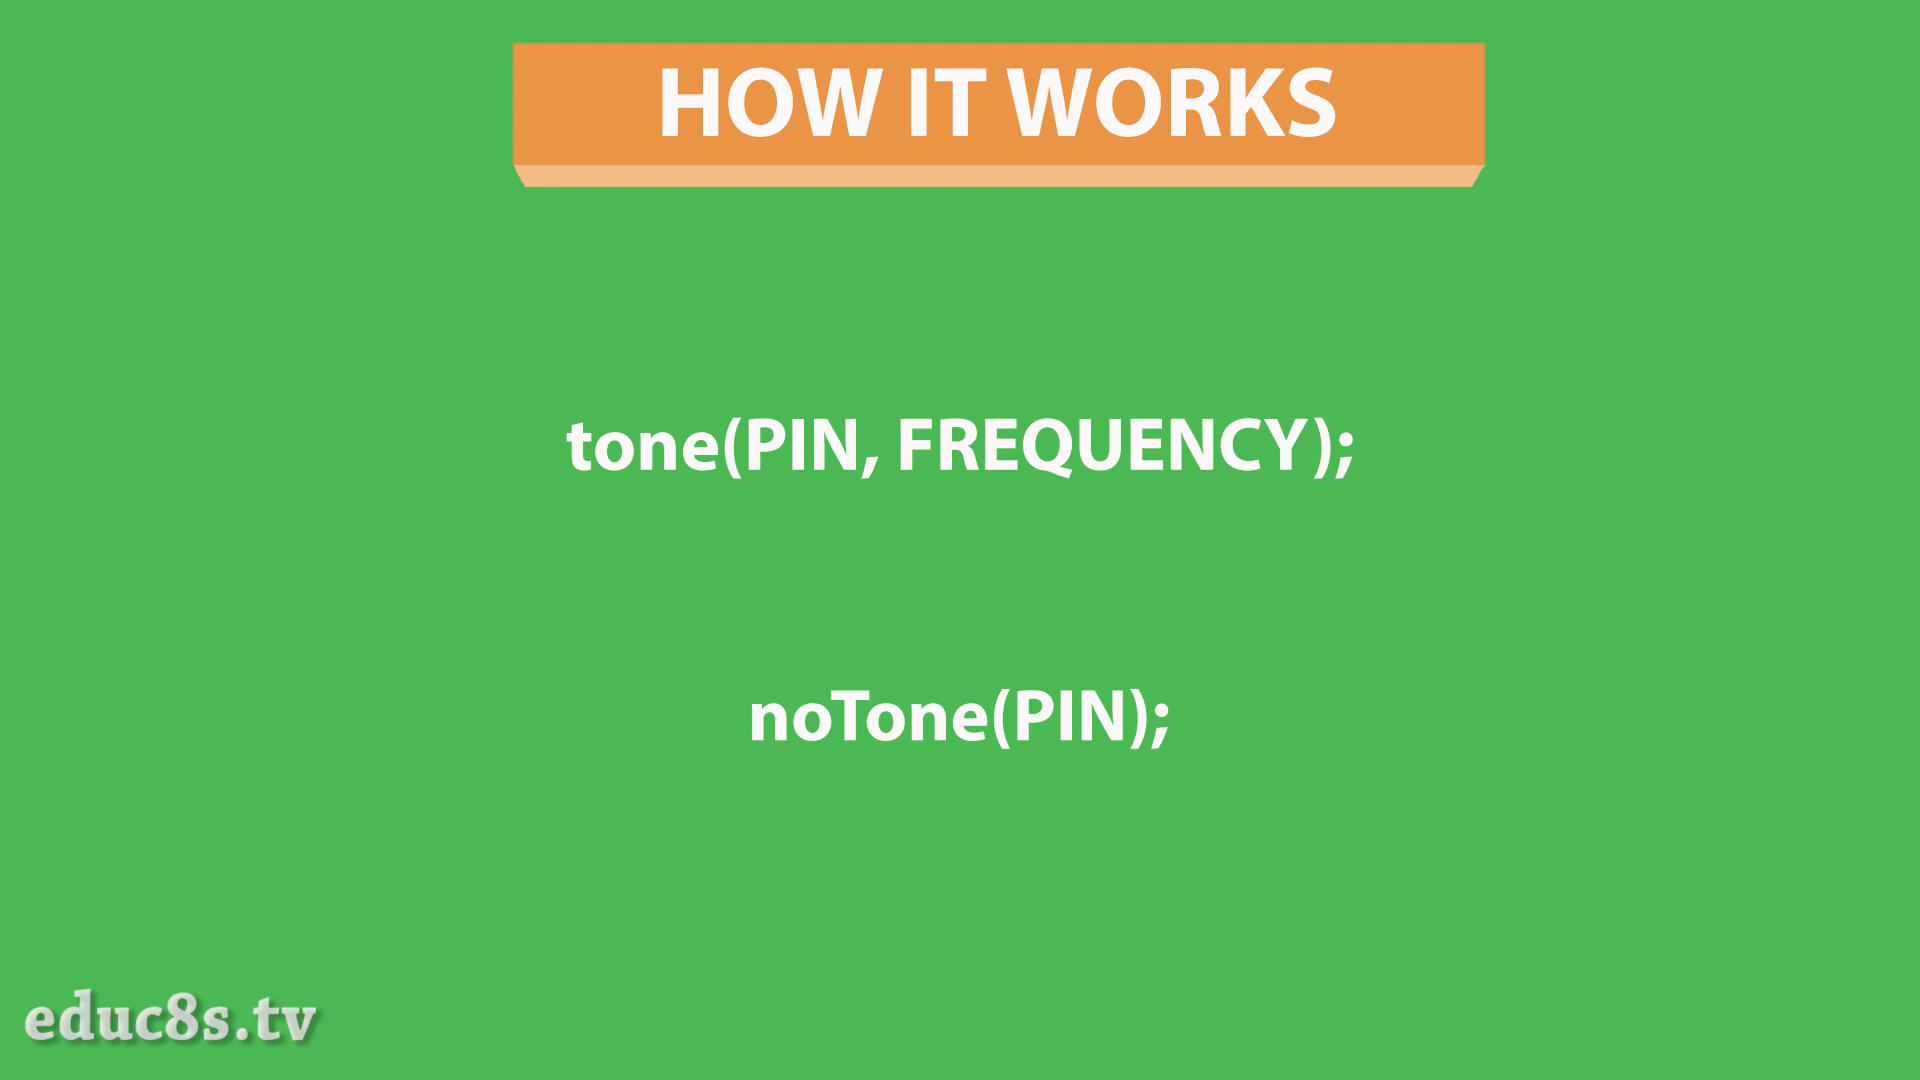 HOW IT WORKS
tone(PIN, FREQUENCY);
noTone(PIN);
educ8s.tv